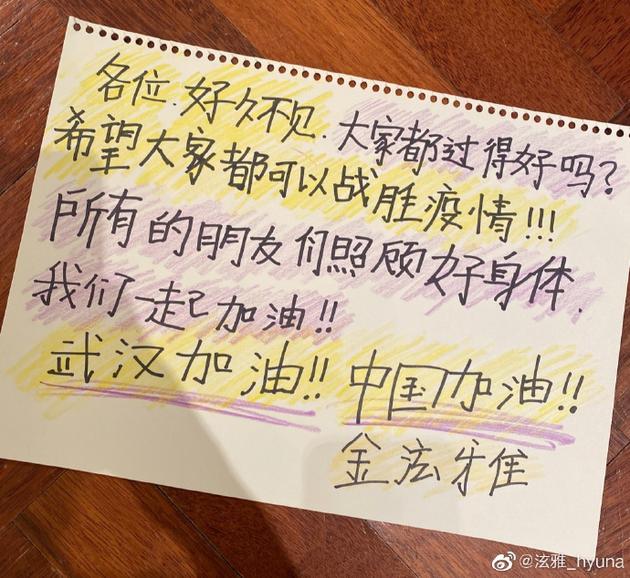 各位.好久不见.大家都过得好吗?
希望大家都可以战胜疫情!!!
所有的朋友们照顾好身体.
我们一起加油!!
武汉加油!! 中国加油!!
金泫雅
@泫雅_hyuna